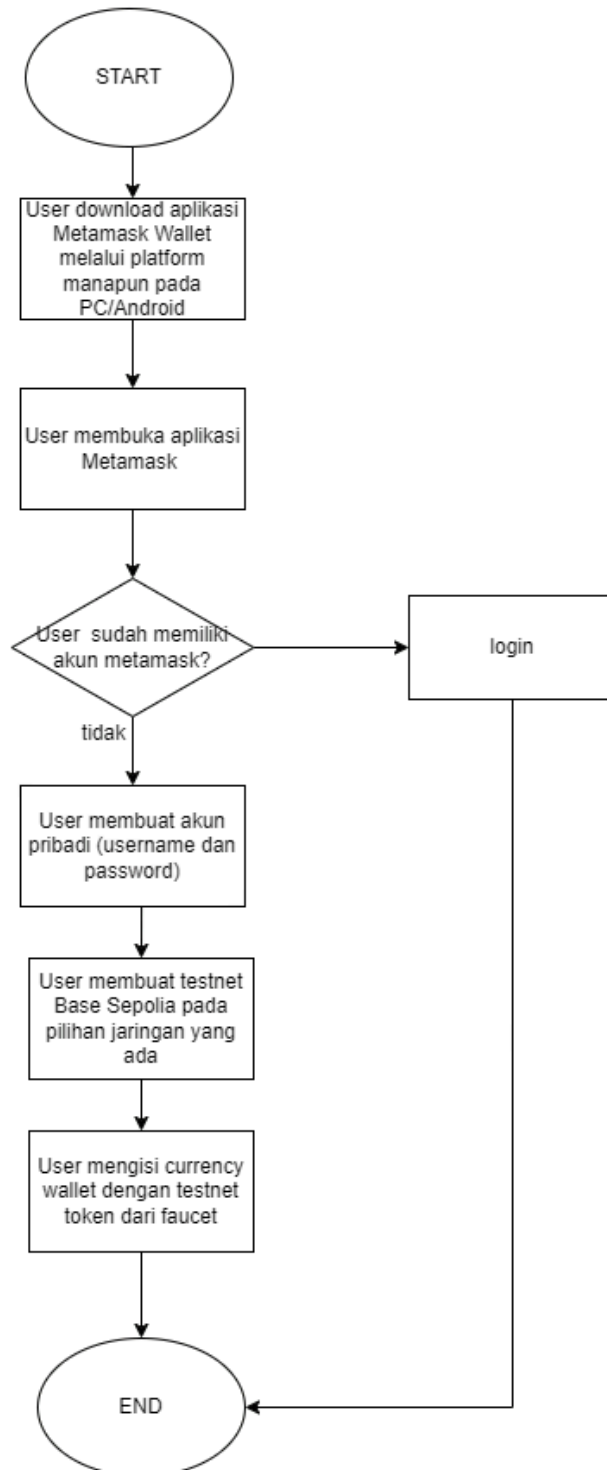 START
User download aplikasi
Metamask Wallet
melalui platform
manapun pada
PC/Android
User membuka aplikasi
Metamask
User sudah memiliki
akun metamask?
login
tidak
User membuat akun
pribadi (username dan
password)
User membuat testnet
Base Sepolia pada
pilihan jaringan yang
ada
User mengisi currency
wallet dengan testnet
token dari faucet
END